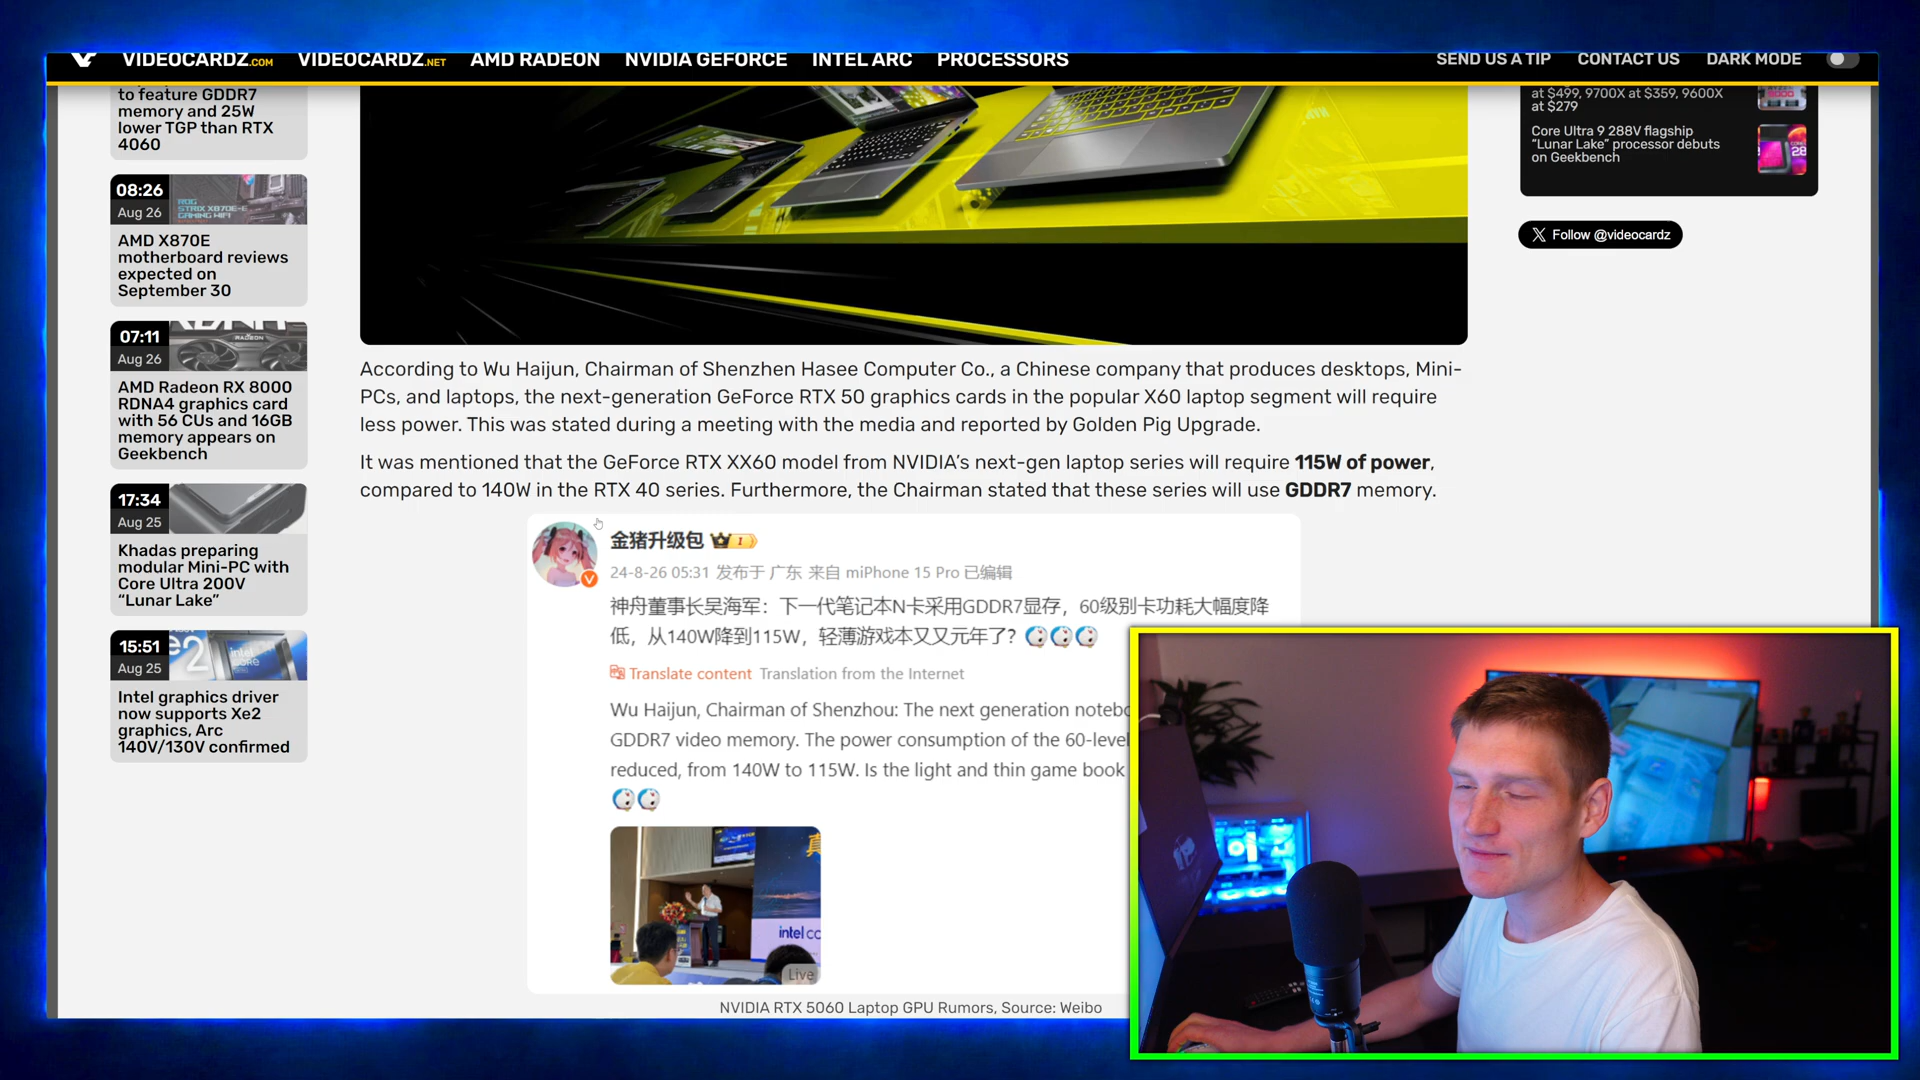 VIDEOCARDZ.COM
VIDEOCARDZ.NET
AMD RADEON
NVIDIA GEFORCE
INTEL ARC
PROCESSORS
SEND US A TIP
CONTACT US
DARK MODE
to feature GDDR7
memory and 25W
lower TGP than RTX
4060
08:26
Aug 26
ROG
STRIX X870E-E
GAMING WIFI
AMD X870E
motherboard reviews
expected on
September 30
07:11
Aug 26
RADEON
AMD Radeon RX 8000
RDNA4 graphics card
with 56 CUs and 16GB
memory appears on
Geekbench
17:34
Aug 25
Khadas preparing
modular Mini-PC with
Core Ultra 200V
“Lunar Lake”
15:51
Aug 25
e2
intel
CORE
Intel graphics driver
now supports Xe2
graphics, Arc
140V/130V confirmed
According to Wu Haijun, Chairman of Shenzhen Hasee Computer Co., a Chinese company that produces desktops, Mini-
PCs, and laptops, the next-generation GeForce RTX 50 graphics cards in the popular X60 laptop segment will require
less power. This was stated during a meeting with the media and reported by Golden Pig Upgrade.
It was mentioned that the GeForce RTX XX60 model from NVIDIA’s next-gen laptop series will require 115W of power,
compared to 140W in the RTX 40 series. Furthermore, the Chairman stated that these series will use GDDR7 memory.
金猪升级包 1
24-8-26 05:31 发布于 广东 来自 miPhone 15 Pro 已编辑
神舟董事长吴海军：下一代笔记本N卡采用GDDR7显存，60级别卡功耗大幅度降
低，从140W降到115W，轻薄游戏本又又元年了？
Translate content Translation from the Internet
Wu Haijun, Chairman of Shenzhou: The next generation notebo
GDDR7 video memory. The power consumption of the 60-level
reduced, from 140W to 115W. Is the light and thin game book
intel co
Live
NVIDIA RTX 5060 Laptop GPU Rumors, Source: Weibo
at $499, 9700X at $359, 9600X
at $279
Core Ultra 9 288V flagship
“Lunar Lake” processor debuts
on Geekbench
Follow @videocardz